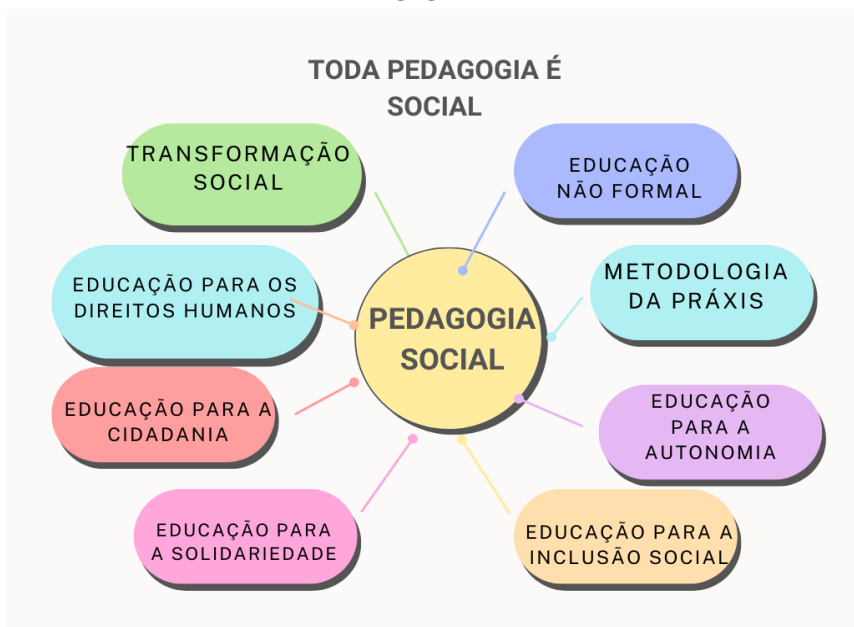 TODA PEDAGOGIA É
SOCIAL
TRANSFORMAÇÃO
SOCIAL
EDUCAÇÃO
NÃO FORMAL
EDUCAÇÃO PARA OS
DIREITOS HUMANOS
METODOLOGIA
DA PRÁXIS
PEDAGOGIA
SOCIAL
EDUCAÇÃO PARA A
CIDADANIA
EDUCAÇÃO
PARA A
AUTONOMIA
EDUCAÇÃO PARA
A SOLIDARIEDADE
EDUCAÇÃO PARA A
INCLUSÃO SOCIAL